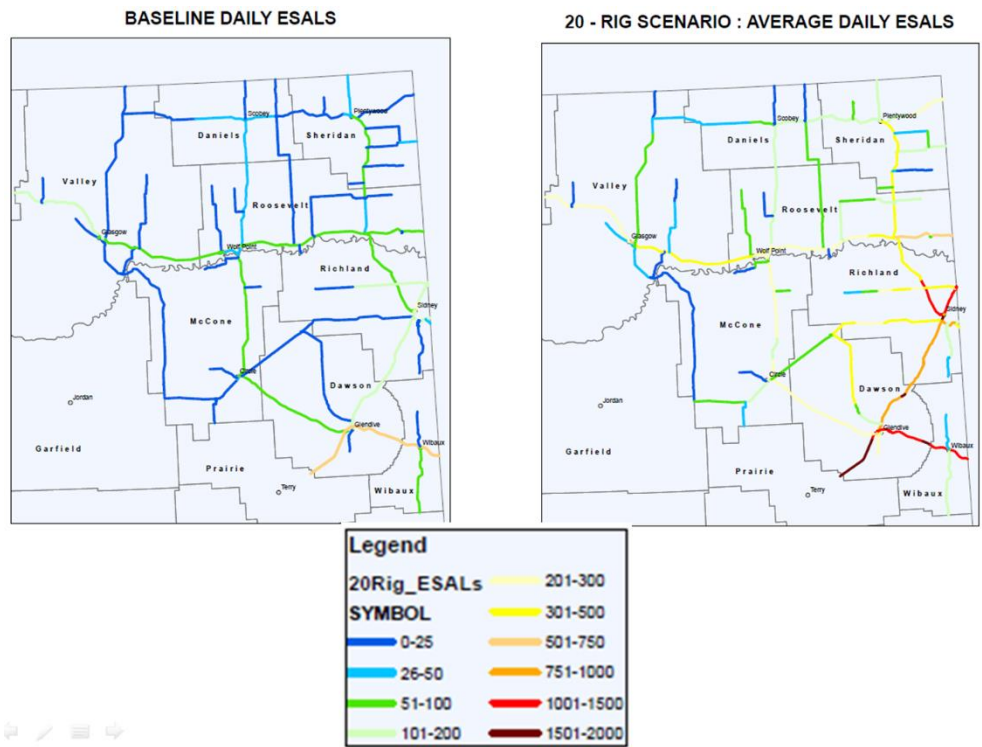 BASELINE DAILY ESALS
20 - RIG SCENARIO : AVERAGE DAILY ESALS
Scobey
Plentywood
Daniels
Sheridan
Valley
Roosevelt
Glasgow
Wolf Point
Richland
Sidney
McCone
Circle
Dawson
Jordan
Glendive
Wibaux
Garfield
Prairie
Terry
Wibaux
Scobey
Plentywood
Daniels
Sheridan
Valley
Roosevelt
Glasgow
Wolf Point
Richland
Sidney
McCone
Circle
Dawson
Jordan
Glendive
Wibaux
Garfield
Prairie
Terry
Wibaux
Legend
20Rig_ESALs
SYMBOL
0-25
26-50
51-100
101-200
201-300
301-500
501-750
751-1000
1001-1500
1501-2000